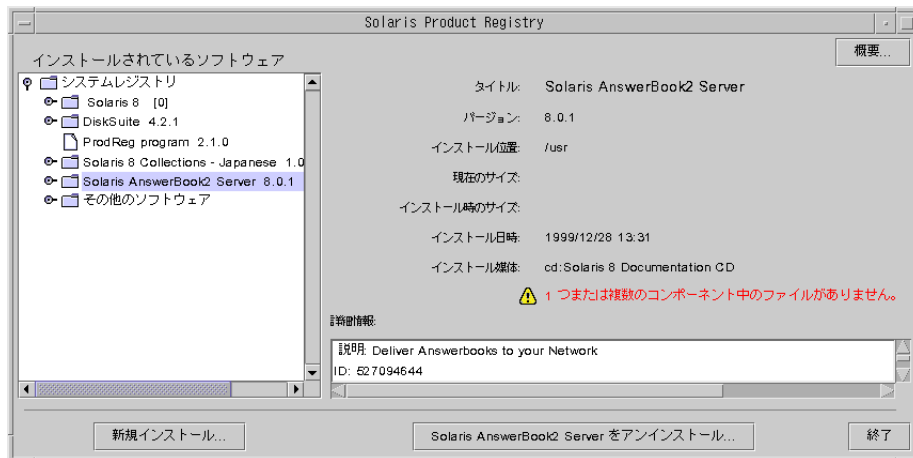 Solaris Product Registry
インストールされているソフトウェア
概要...
システムレジストリ
Solaris 8 [0]
DiskSuite 4.2.1
ProdReg program 2.1.0
Solaris 8 Collections - Japanese 1.0
Solaris AnswerBook2 Server 8.0.1
その他のソフトウェア
タイトル: Solaris AnswerBook2 Server
バージョン: 8.0.1
インストール位置: /usr
現在のサイズ:
インストール時のサイズ:
インストール日時: 1999/12/28 13:31
インストール媒体: cd:Solaris 8 Documentation CD
1 つまたは複数のコンポーネント中のファイルがありません。
詳細情報:
説明: Deliver Answerbooks to your Network
ID: 527094644
新規インストール...
Solaris AnswerBook2 Server をアンインストール...
終了